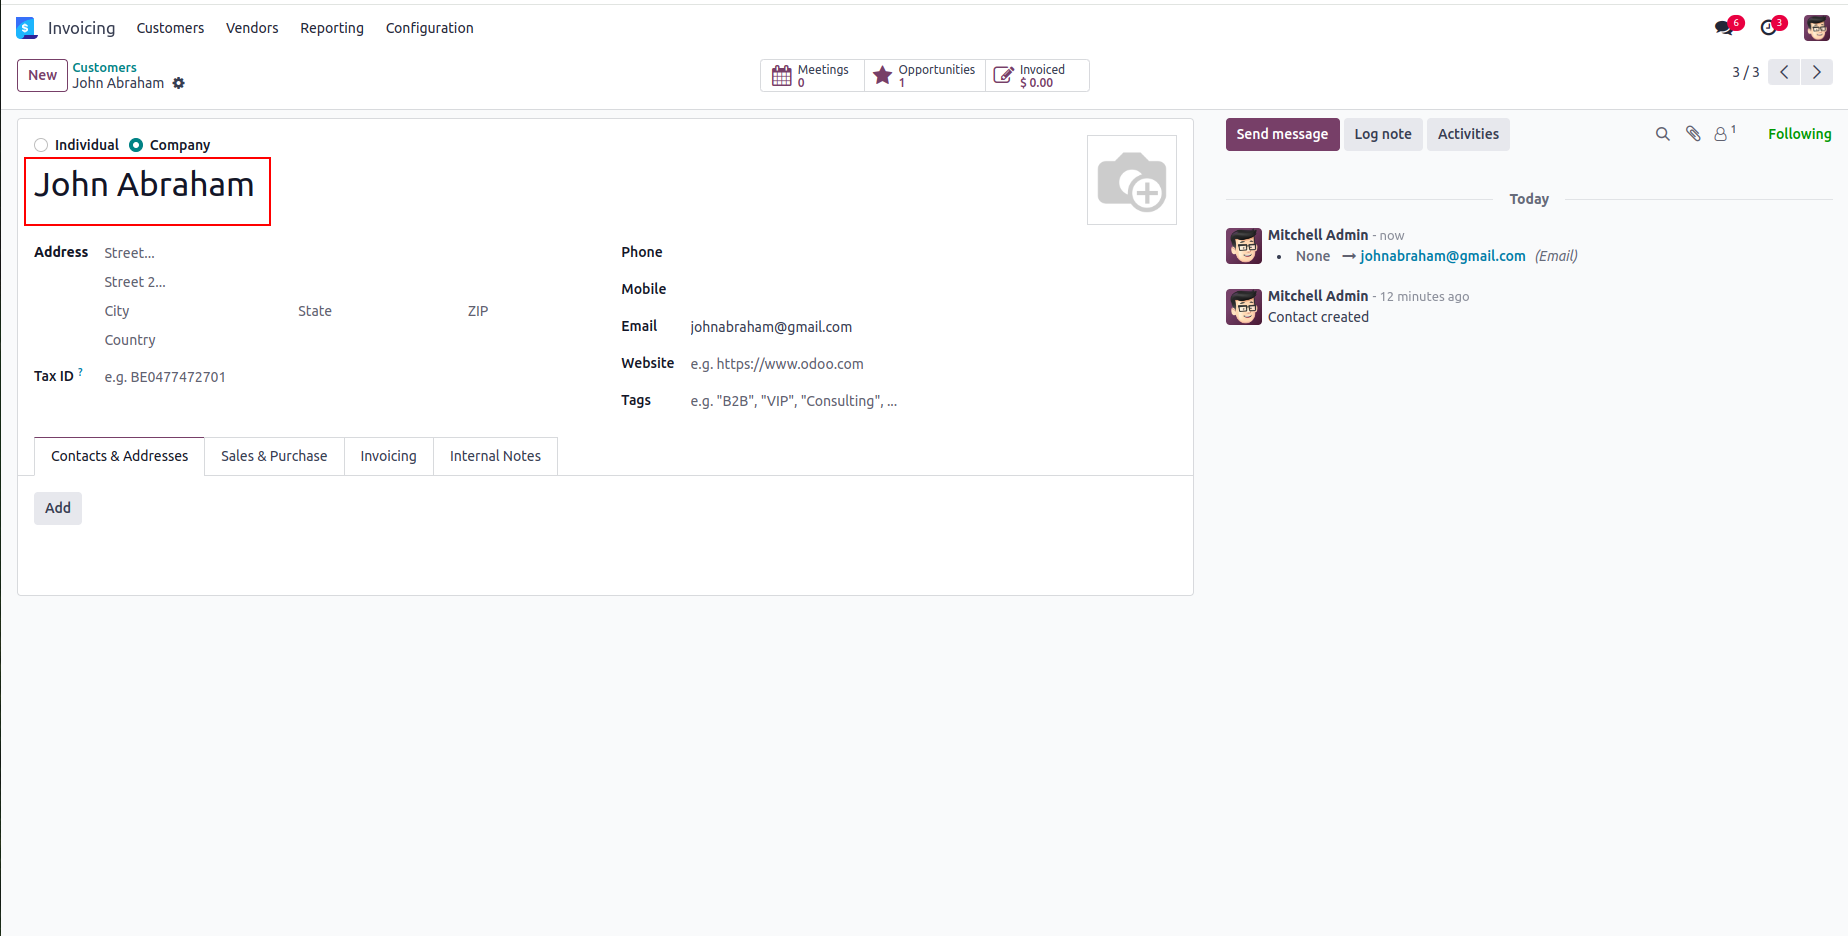 Invoicing Customers Vendors Reporting Configuration 6 3
New Customers
John Abraham
Meetings 0
Opportunities 1
Invoiced $ 0.00
3 / 3
Individual Company
John Abraham
Address Street...
Street 2...
City State ZIP
Country
Tax ID ? e.g. BE0477472701
Phone
Mobile
Email johnabraham@gmail.com
Website e.g. https://www.odoo.com
Tags e.g. "B2B", "VIP", "Consulting", ...
Contacts & Addresses Sales & Purchase Invoicing Internal Notes
Add
Send message Log note Activities 1 Following
Today
Mitchell Admin - now
• None → johnabraham@gmail.com (Email)
Mitchell Admin - 12 minutes ago
Contact created